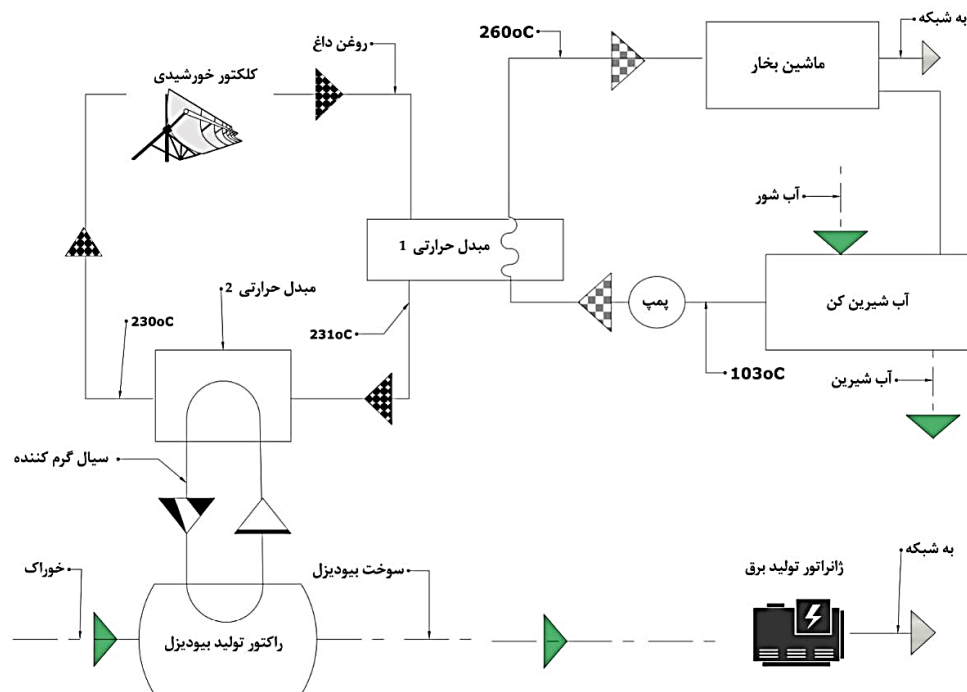 به شبکه
260oC
روغن داغ
ماشین بخار
کلکتور خورشیدی
آب شور
مبدل حرارتی 1
مبدل حرارتی 2
آب شیرین کن
پمپ
230oC
231oC
103oC
آب شیرین
سیال گرم کننده
به شبکه
ژانراتور تولید برق
سوخت بیودیزل
خوراک
راکتور تولید بیودیزل